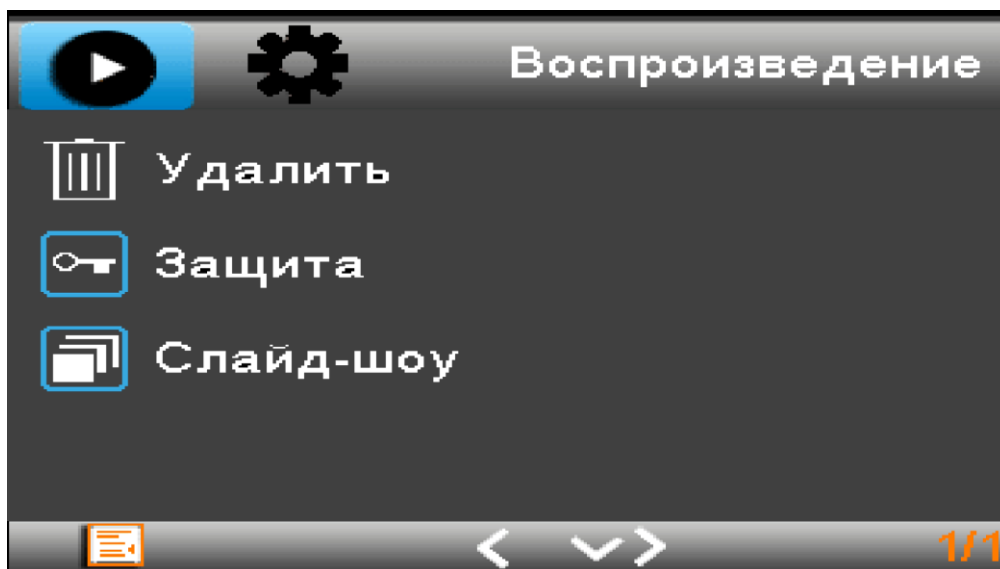 Воспроизведение
Удалить
Защита
Слайд-шоу
1/1